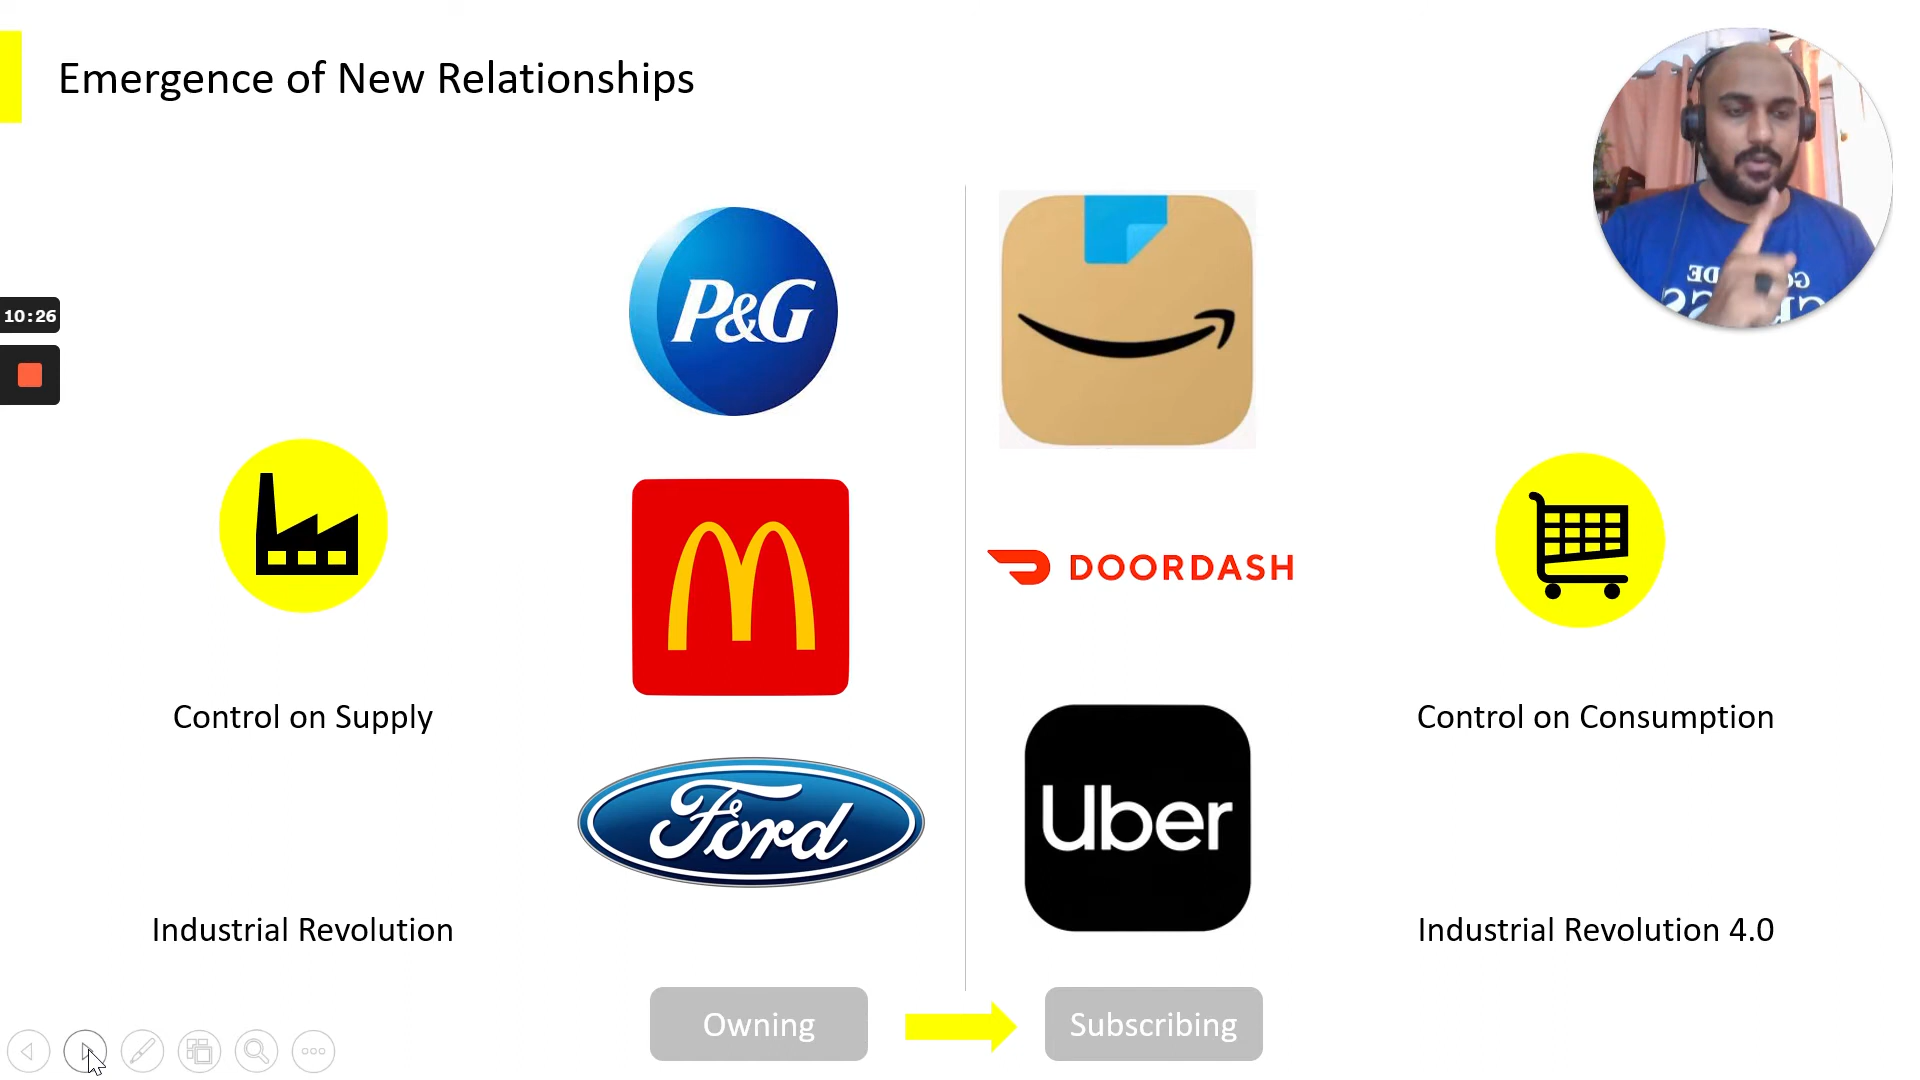 Emergence of New Relationships
10:26
P&G
DOORDASH
Control on Supply
Control on Consumption
Ford
Uber
Industrial Revolution
Industrial Revolution 4.0
Owning
Subscribing